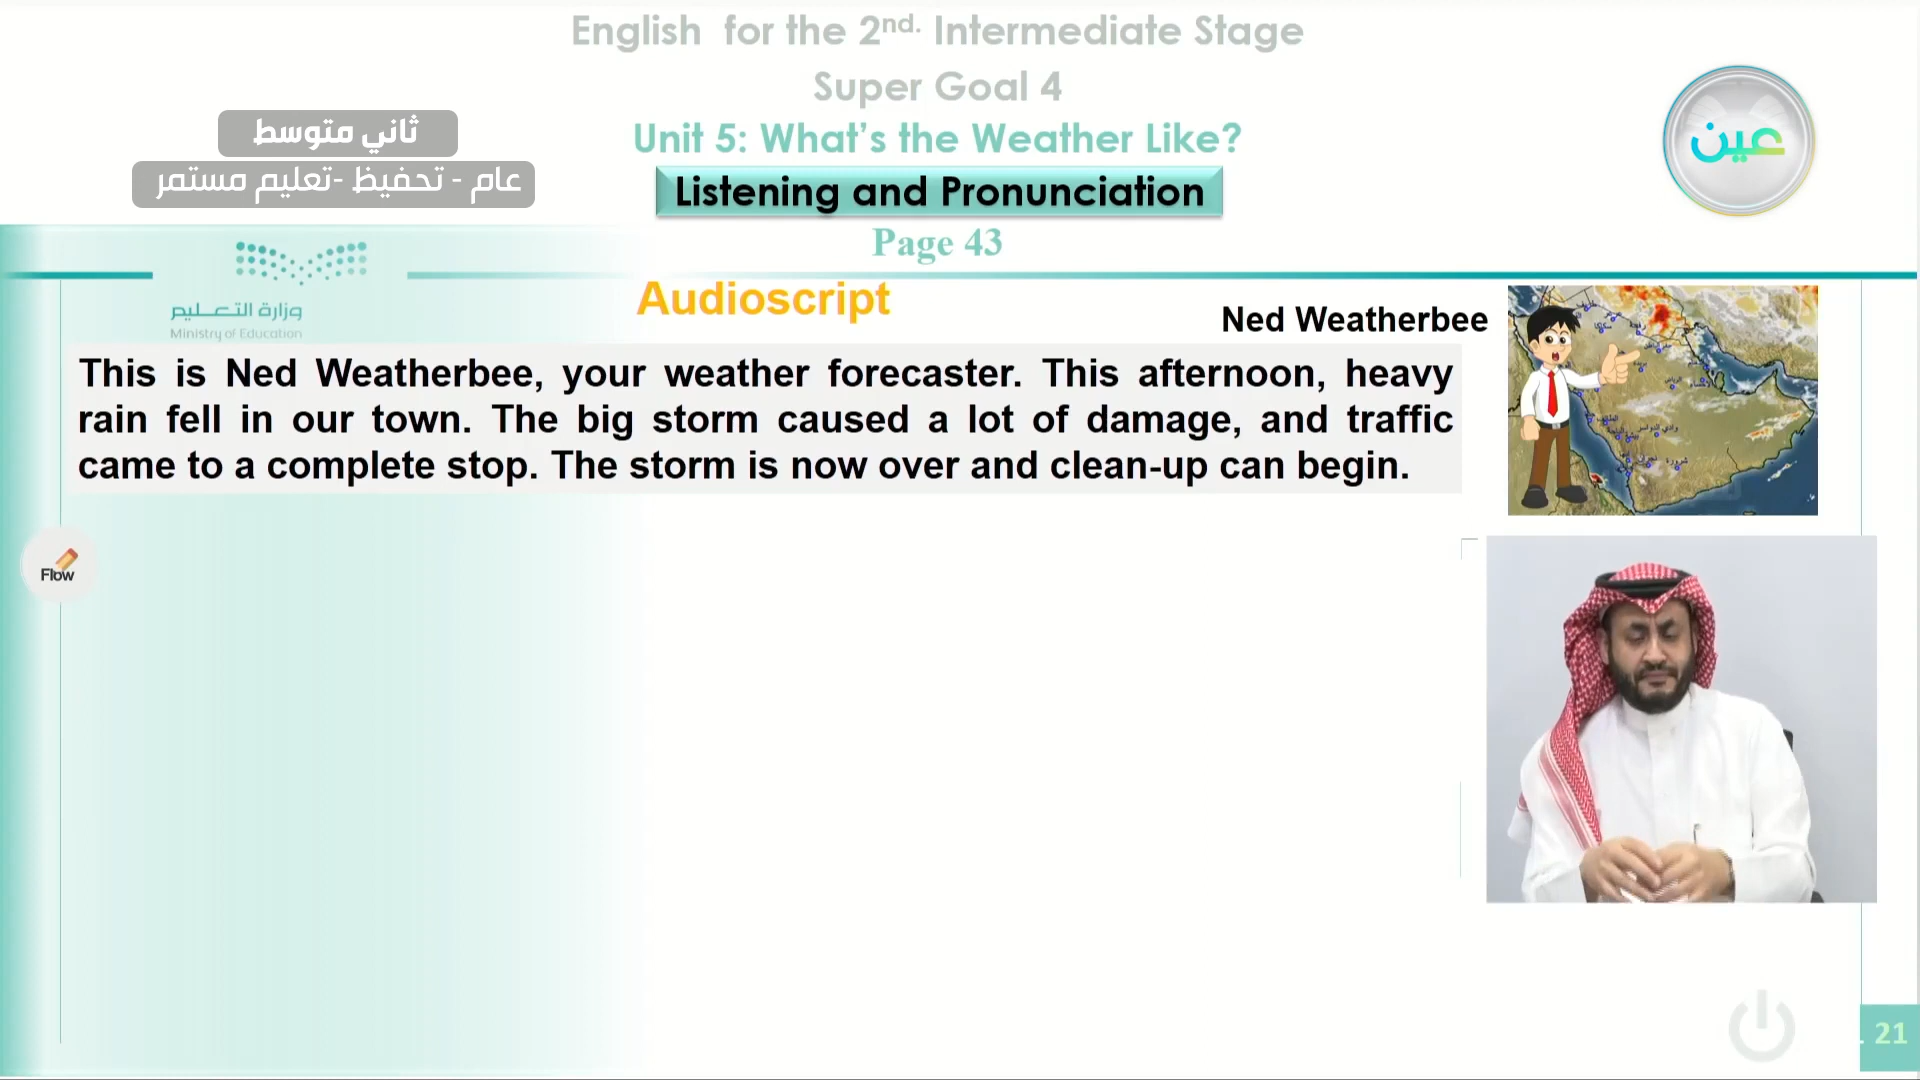 English for the 2nd. Intermediate Stage
Super Goal 4
ثاني متوسط
Unit 5: What's the Weather Like?
عام - تحفيظ -تعليم مستمر
Listening and Pronunciation
عين
Page 43
وزارة التعليم
Ministry of Education
Audioscript
Ned Weatherbee
This is Ned Weatherbee, your weather forecaster. This afternoon, heavy
rain fell in our town. The big storm caused a lot of damage, and traffic
came to a complete stop. The storm is now over and clean-up can begin.
Flow
21